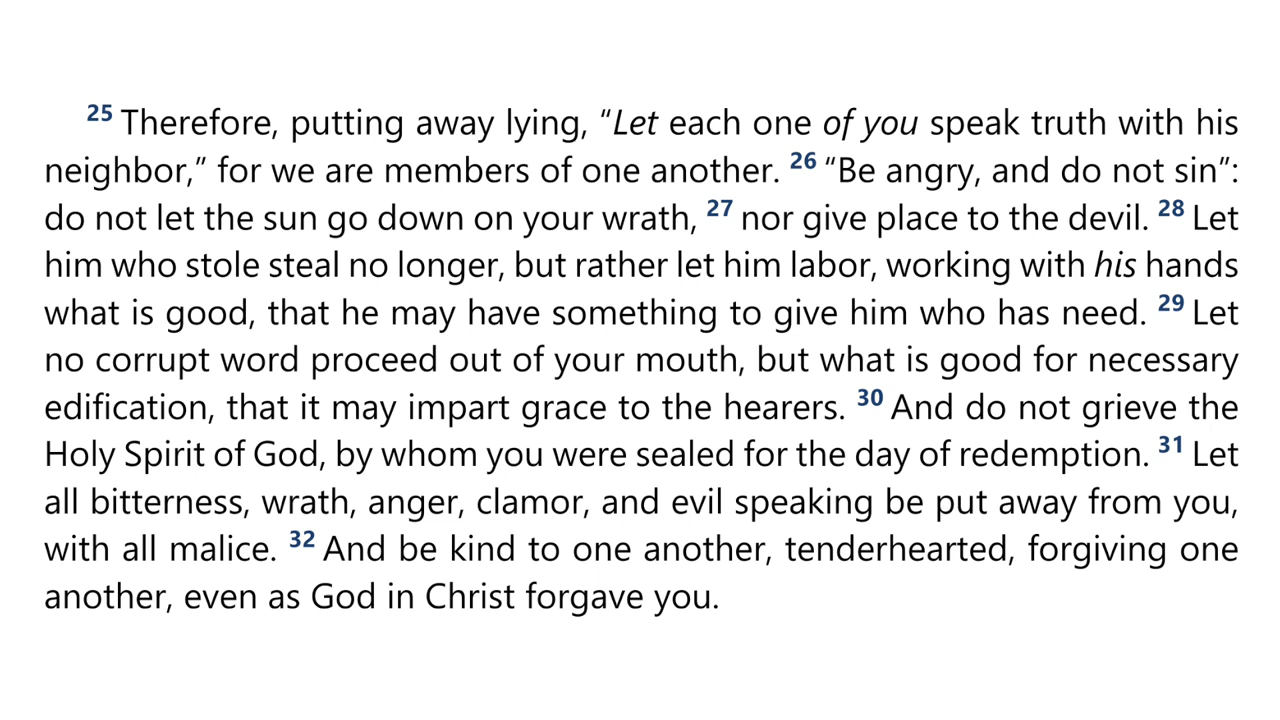 25 Therefore, putting away lying, “Let each one of you speak truth with his
neighbor,” for we are members of one another. 26 “Be angry, and do not sin”:
do not let the sun go down on your wrath, 27 nor give place to the devil. 28 Let
him who stole steal no longer, but rather let him labor, working with his hands
what is good, that he may have something to give him who has need. 29 Let
no corrupt word proceed out of your mouth, but what is good for necessary
edification, that it may impart grace to the hearers. 30 And do not grieve the
Holy Spirit of God, by whom you were sealed for the day of redemption. 31 Let
all bitterness, wrath, anger, clamor, and evil speaking be put away from you,
with all malice. 32 And be kind to one another, tenderhearted, forgiving one
another, even as God in Christ forgave you.